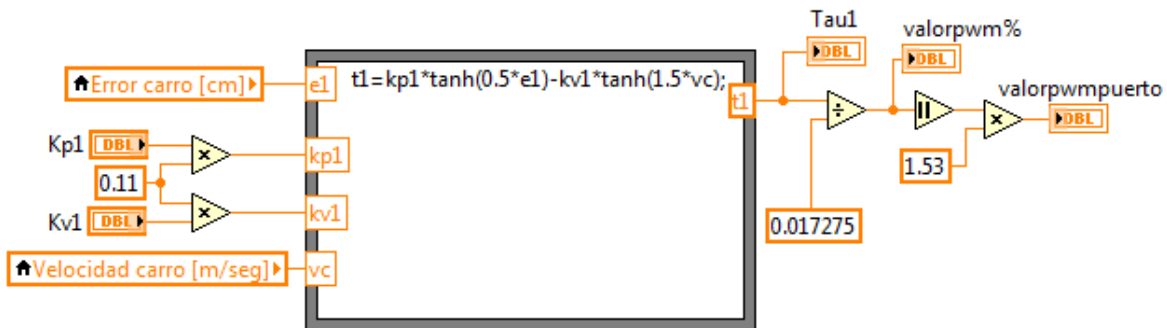 Tau1
DBL
valorpwm%
DBL
valorpwmpuerto
DBL
Error carro [cm]
e1
t1=kp1*tanh(0.5*e1)-kv1*tanh(1.5*vc);
t1
÷
||
×
1.53
0.017275
Kp1
DBL
×
kp1
0.11
Kv1
DBL
×
kv1
Velocidad carro [m/seg]
vc